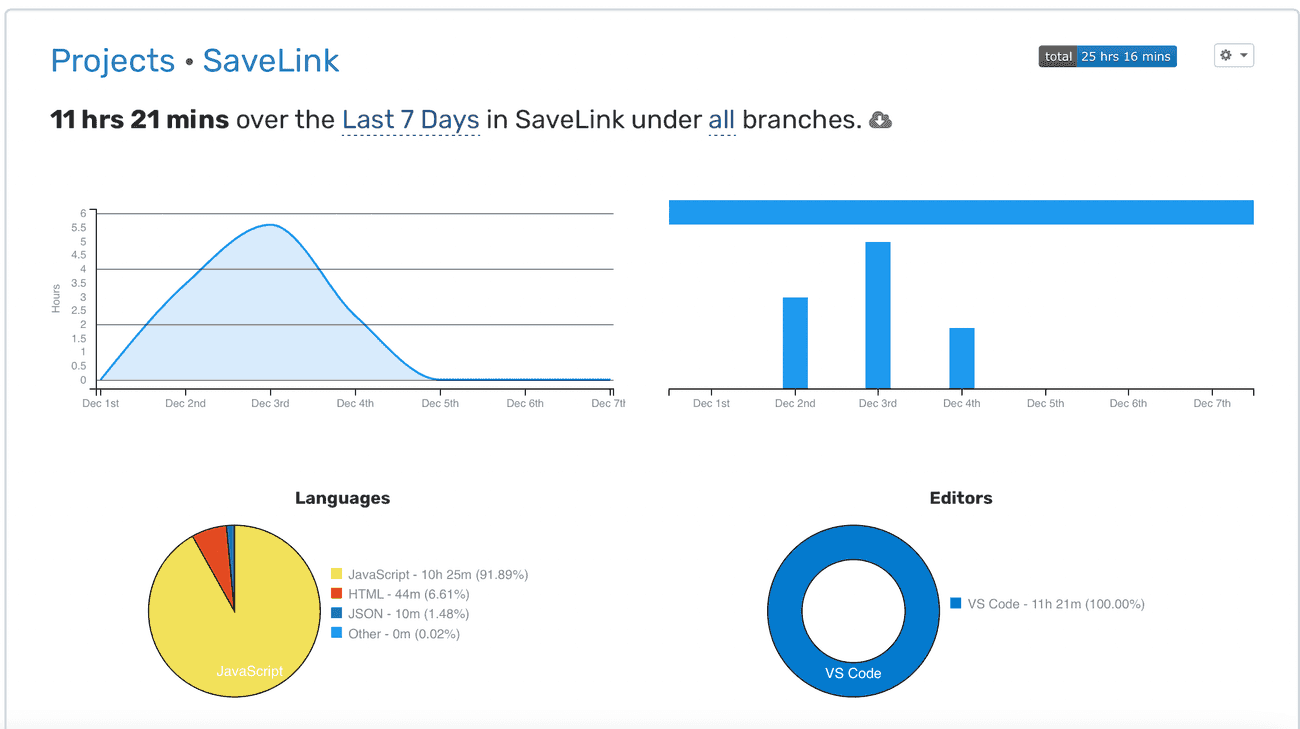 Projects • SaveLink
total 25 hrs 16 mins
11 hrs 21 mins over the Last 7 Days in SaveLink under all branches.
Hours
6
5.5
5
4.5
4
3.5
3
2.5
2
1.5
1
0.5
0
Dec 1st Dec 2nd Dec 3rd Dec 4th Dec 5th Dec 6th Dec 7th
Dec 1st Dec 2nd Dec 3rd Dec 4th Dec 5th Dec 6th Dec 7th
Languages
JavaScript
JavaScript - 10h 25m (91.89%)
HTML - 44m (6.61%)
JSON - 10m (1.48%)
Other - 0m (0.02%)
Editors
VS Code
VS Code - 11h 21m (100.00%)